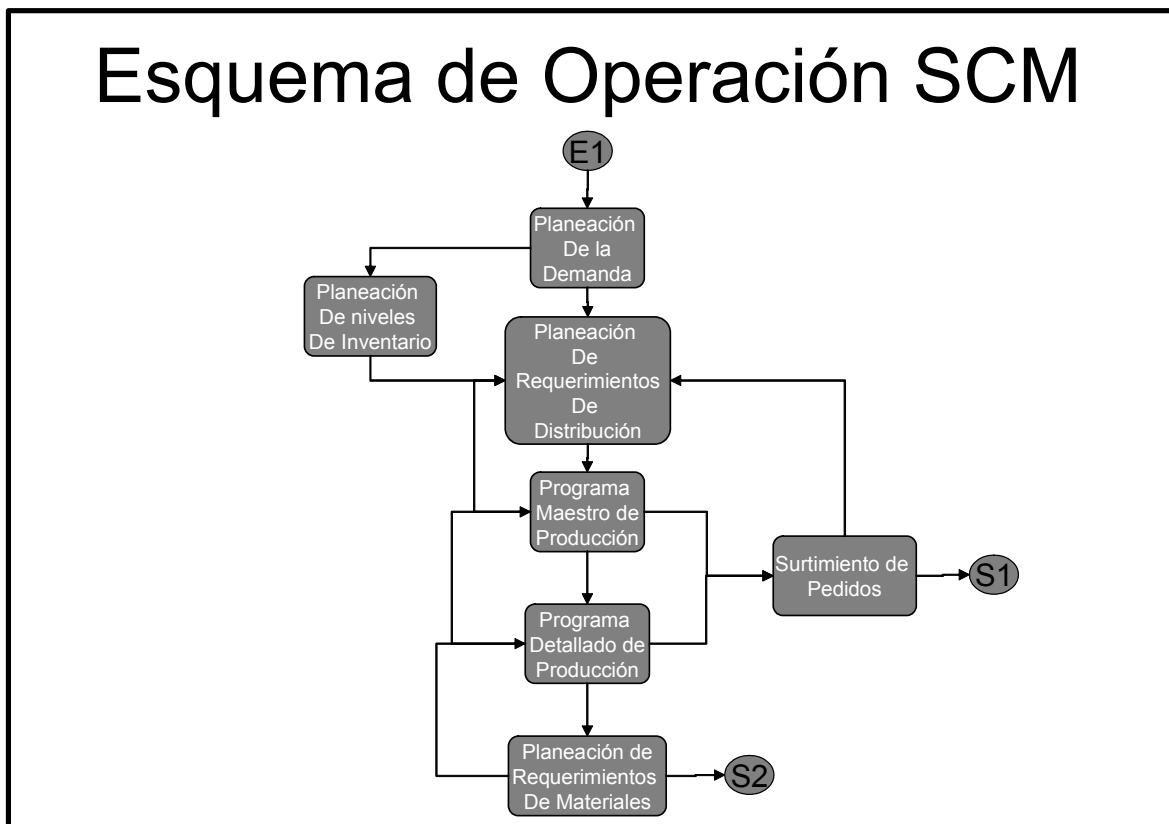 Esquema de Operación SCM
E1
Planeación
De la
Demanda
Planeación
De niveles
De Inventario
Planeación
De
Requerimientos
De
Distribución
Programa
Maestro de
Producción
Surtimiento de
Pedidos
S1
Programa
Detallado de
Producción
Planeación de
Requerimientos
De Materiales
S2